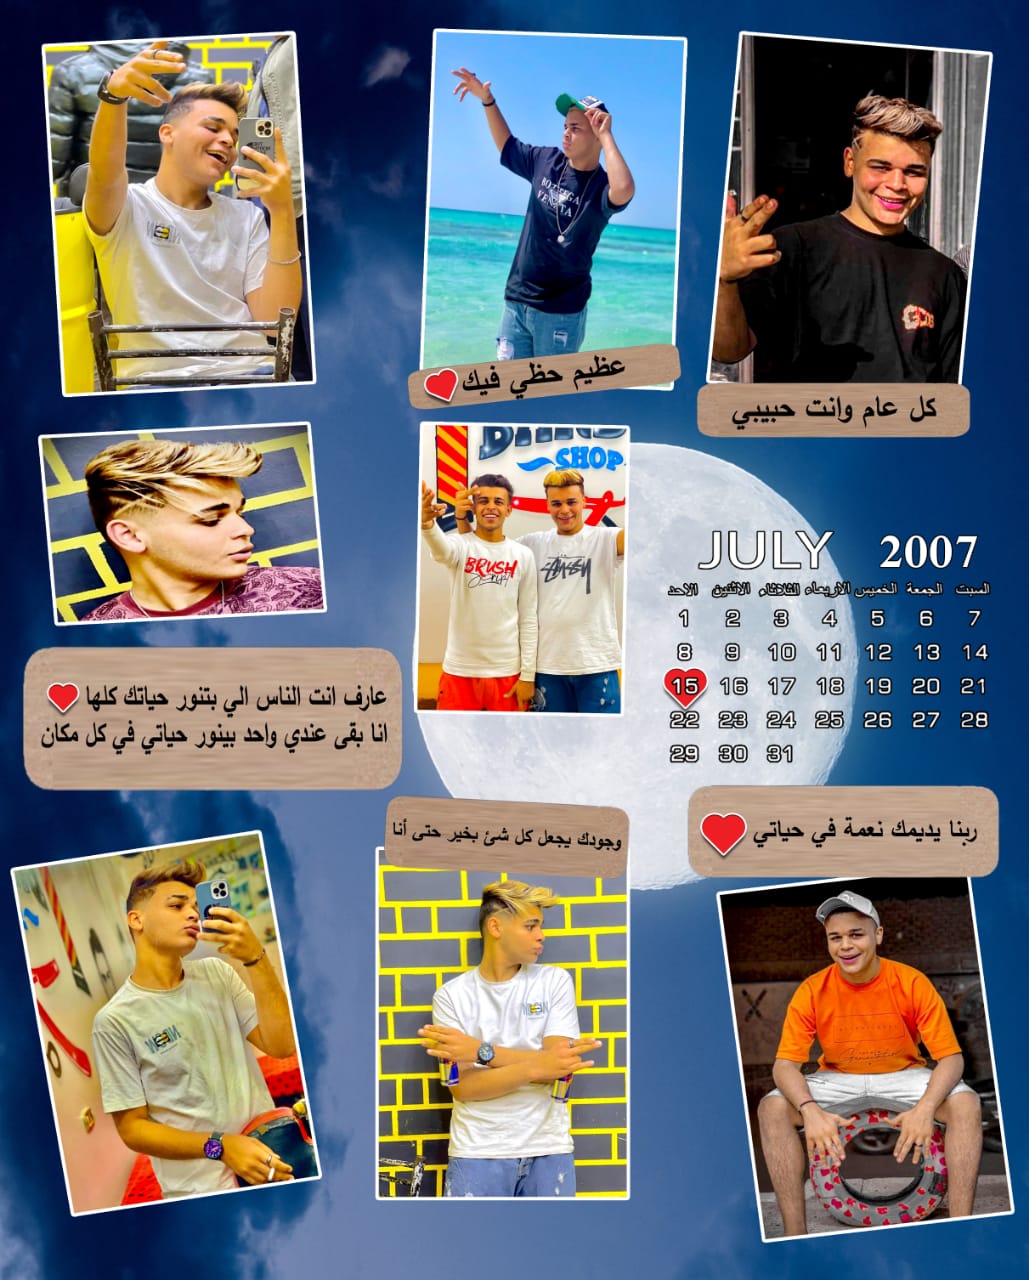 BOTTEGA
VENETA
عظيم حظي فيك
كل عام وانت حبيبي
SHOP
BRUSH
JULY 2007
الاحد الاثنين الثلاثاء الاربعاء الخميس الجمعة السبت
1 2 3 4 5 6 7
8 9 10 11 12 13 14
15 16 17 18 19 20 21
22 23 24 25 26 27 28
29 30 31
عارف انت الناس الي بتنور حياتك كلها
انا بقى عندي واحد بينور حياتي في كل مكان
وجودك يجعل كل شئ بخير حتى أنا
ربنا يديمك نعمة في حياتي